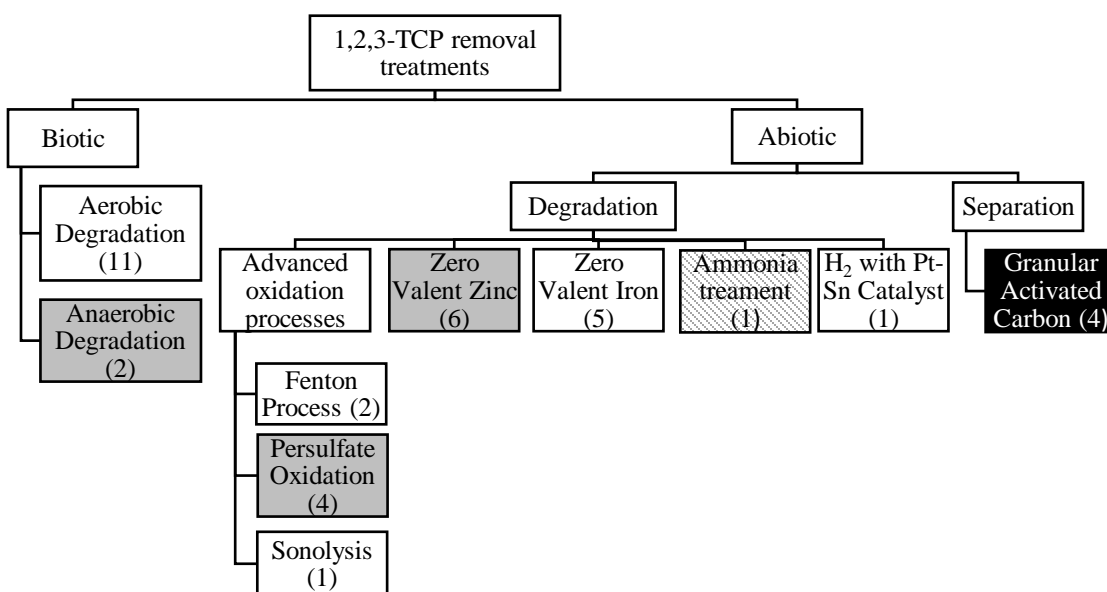 1,2,3-TCP removal
treatments
Biotic
Abiotic
Aerobic
Degradation
(11)
Anaerobic
Degradation
(2)
Degradation
Separation
Advanced
oxidation
processes
Zero
Valent Zinc
(6)
Zero
Valent Iron
(5)
Ammonia
treament
(1)
H₂ with Pt-
Sn Catalyst
(1)
Granular
Activated
Carbon (4)
Fenton
Process (2)
Persulfate
Oxidation
(4)
Sonolysis
(1)